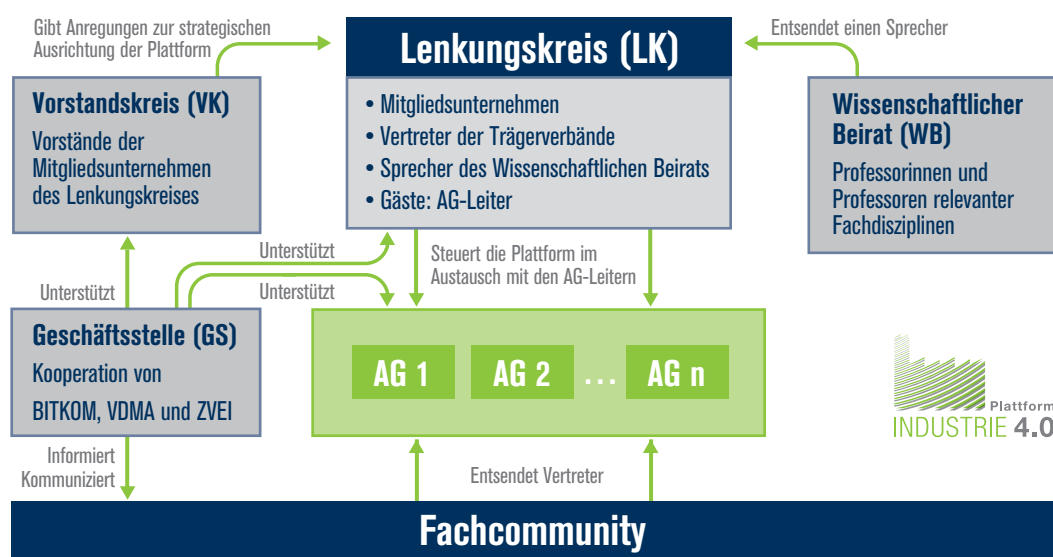 Gibt Anregungen zur strategischen
Ausrichtung der Plattform
Lenkungskreis (LK)
• Mitgliedsunternehmen
• Vertreter der Trägerverbände
• Sprecher des Wissenschaftlichen Beirats
• Gäste: AG-Leiter
Entsendet einen Sprecher
Vorstandskreis (VK)
Vorstände der
Mitgliedsunternehmen
des Lenkungskreises
Wissenschaftlicher
Beirat (WB)
Professorinnen und
Professoren relevanter
Fachdisziplinen
Unterstützt
Unterstützt
Unterstützt
Steuert die Plattform im
Austausch mit den AG-Leitern
Geschäftsstelle (GS)
Kooperation von
BITKOM, VDMA und ZVEI
AG 1 AG 2 ... AG n
Plattform
INDUSTRIE 4.0
Informiert
Kommuniziert
Entsendet Vertreter
Fachcommunity